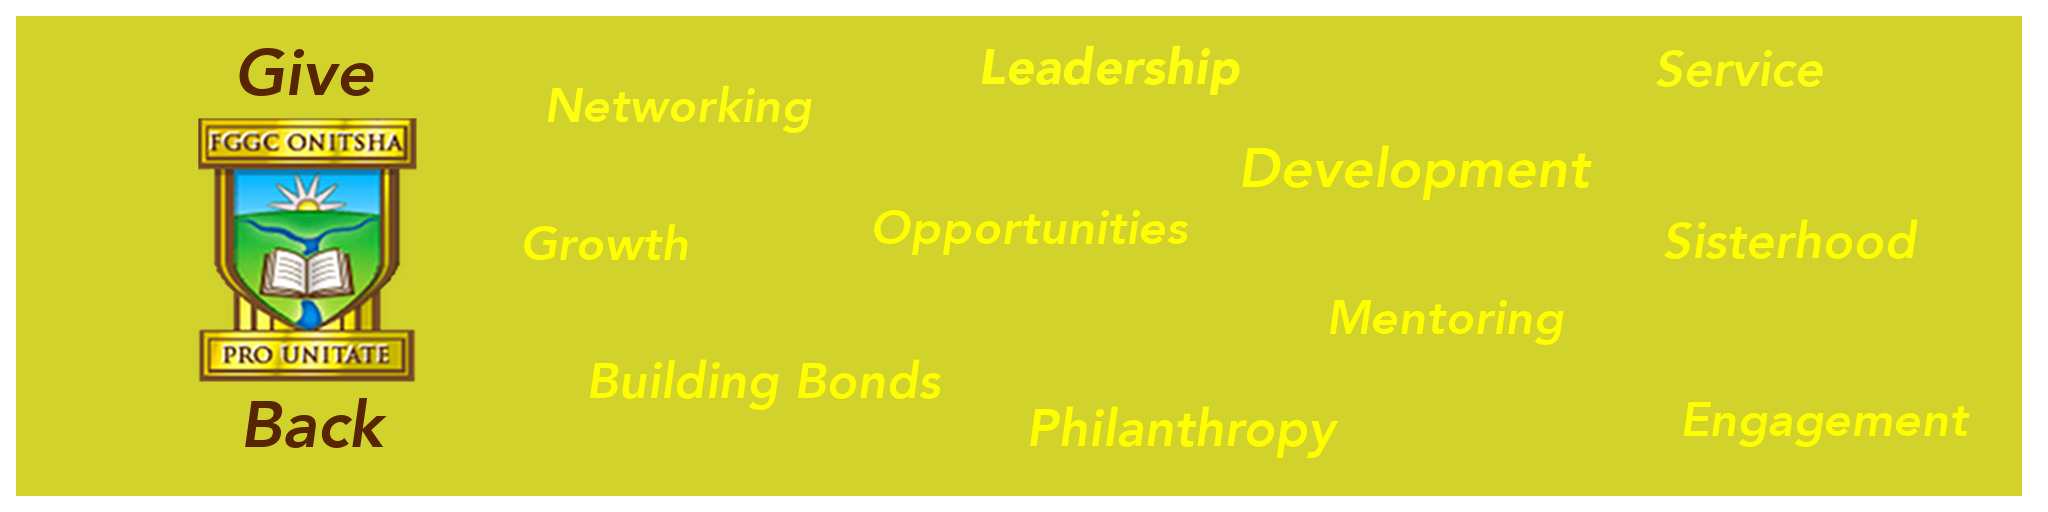 Give
FGGC ONITSHA
PRO UNITATE
Back
Networking
Leadership
Service
Development
Growth
Opportunities
Sisterhood
Mentoring
Building Bonds
Philanthropy
Engagement